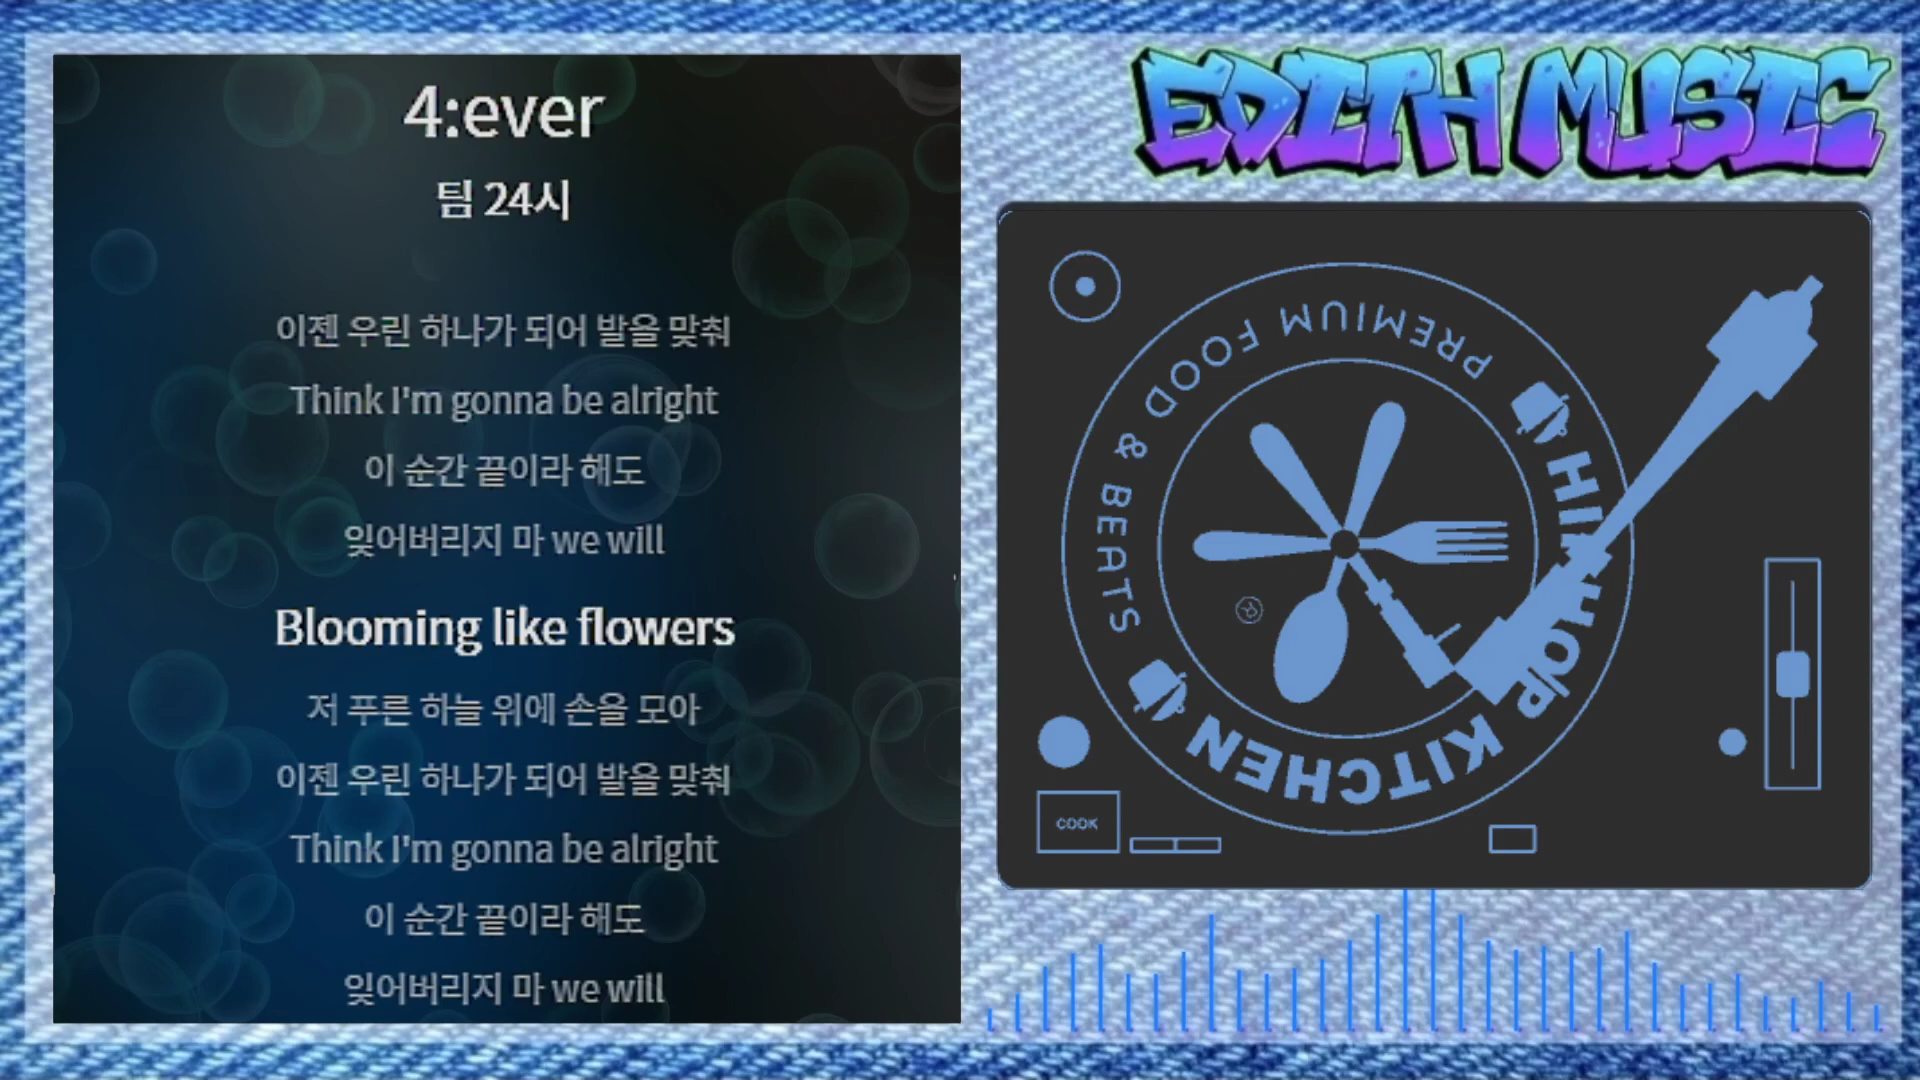 4:ever
팀 24시
이젠 우린 하나가 되어 발을 맞춰
Think I'm gonna be alright
이 순간 끝이라 해도
잊어버리지 마 we will
Blooming like flowers
저 푸른 하늘 위에 손을 모아
이젠 우린 하나가 되어 발을 맞춰
Think I'm gonna be alright
이 순간 끝이라 해도
잊어버리지 마 we will
EDITH MUSIC
PREMIUM FOOD & BEATS
HIP HOP KITCHEN
COOK